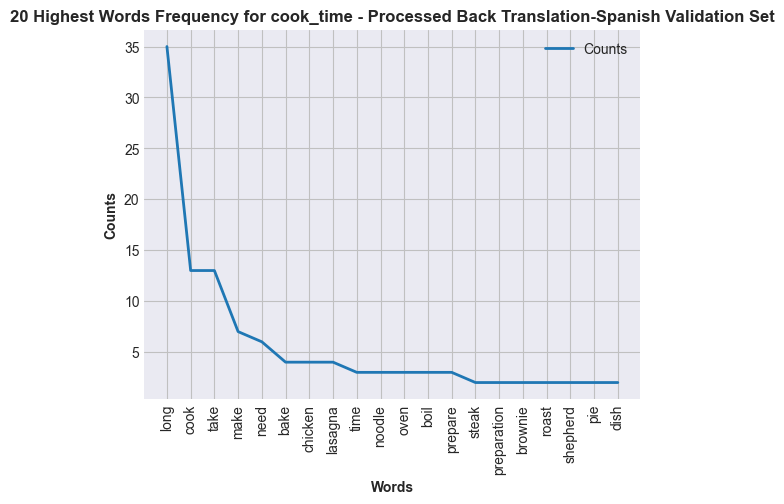 20 Highest Words Frequency for cook_time - Processed Back Translation-Spanish Validation Set
Counts
Counts
35
30
25
20
15
10
5
long
cook
take
make
need
bake
chicken
lasagna
time
noodle
oven
boil
prepare
steak
preparation
brownie
roast
shepherd
pie
dish
Words